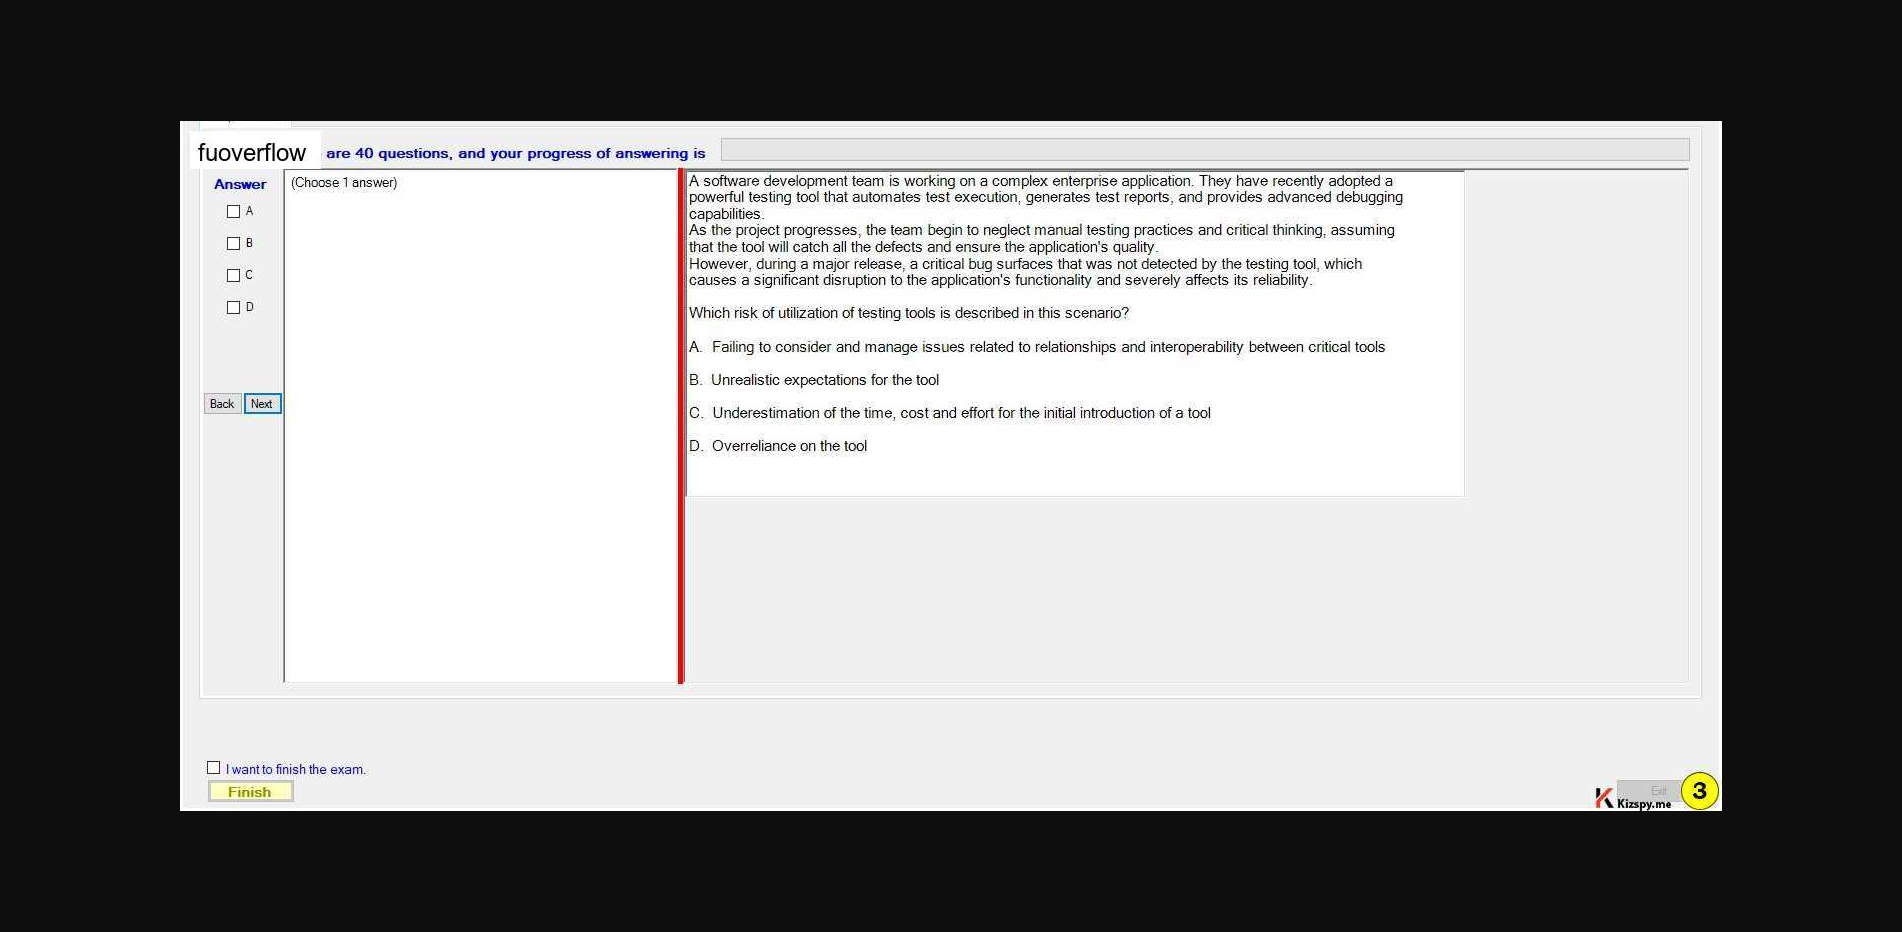 fuoverflow are 40 questions, and your progress of answering is
Answer
(Choose 1 answer)
A
B
C
D
Back Next
A software development team is working on a complex enterprise application. They have recently adopted a
powerful testing tool that automates test execution, generates test reports, and provides advanced debugging
capabilities.
As the project progresses, the team begin to neglect manual testing practices and critical thinking, assuming
that the tool will catch all the defects and ensure the application's quality.
However, during a major release, a critical bug surfaces that was not detected by the testing tool, which
causes a significant disruption to the application's functionality and severely affects its reliability.
Which risk of utilization of testing tools is described in this scenario?
A. Failing to consider and manage issues related to relationships and interoperability between critical tools
B. Unrealistic expectations for the tool
C. Underestimation of the time, cost and effort for the initial introduction of a tool
D. Overreliance on the tool
I want to finish the exam.
Finish
Exit
Kizspy.me
3